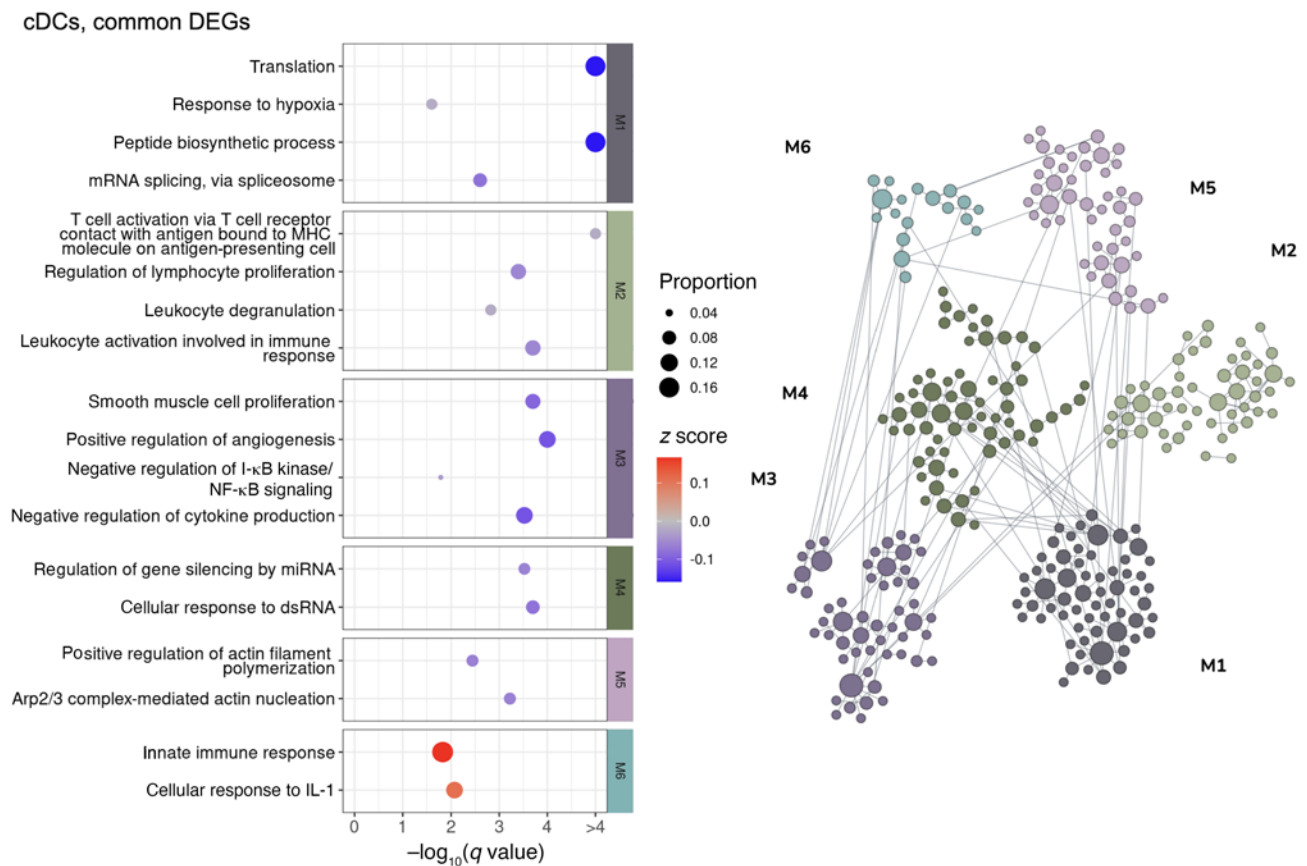 cDCs, common DEGs
Translation
Response to hypoxia
Peptide biosynthetic process
mRNA splicing, via spliceosome
M1
T cell activation via T cell receptor
contact with antigen bound to MHC
molecule on antigen-presenting cell
Regulation of lymphocyte proliferation
Leukocyte degranulation
Leukocyte activation involved in immune
response
M2
Smooth muscle cell proliferation
Positive regulation of angiogenesis
Negative regulation of I-κB kinase/
NF-κB signaling
Negative regulation of cytokine production
M3
Regulation of gene silencing by miRNA
Cellular response to dsRNA
M4
Positive regulation of actin filament
polymerization
Arp2/3 complex-mediated actin nucleation
M5
Innate immune response
Cellular response to IL-1
M6
0 1 2 3 4 >4
−log10(q value)
Proportion
0.04
0.08
0.12
0.16
z score
0.1
0.0
-0.1
M6
M5
M2
M4
M3
M1